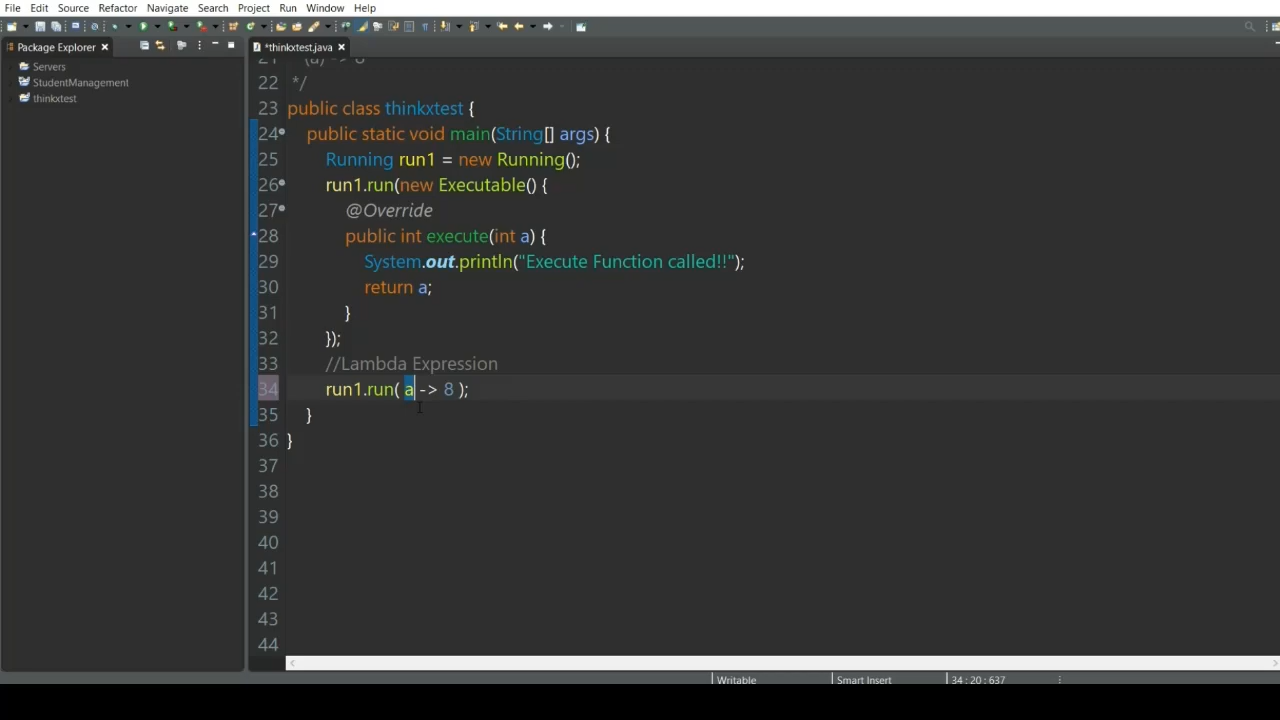 File Edit Source Refactor Navigate Search Project Run Window Help
Package Explorer
*thinkxtest.java
Servers
StudentManagement
thinkxtest
22 */
23 public class thinkxtest {
24 public static void main(String[] args) {
25 Running run1 = new Running();
26 run1.run(new Executable() {
27 @Override
28 public int execute(int a) {
29 System.out.println("Execute Function called!!");
30 return a;
31 }
32 });
33 //Lambda Expression
34 run1.run( a -> 8 );
35 }
36 }
37
38
39
40
41
42
43
44
Writable Smart Insert 34 : 20 : 637